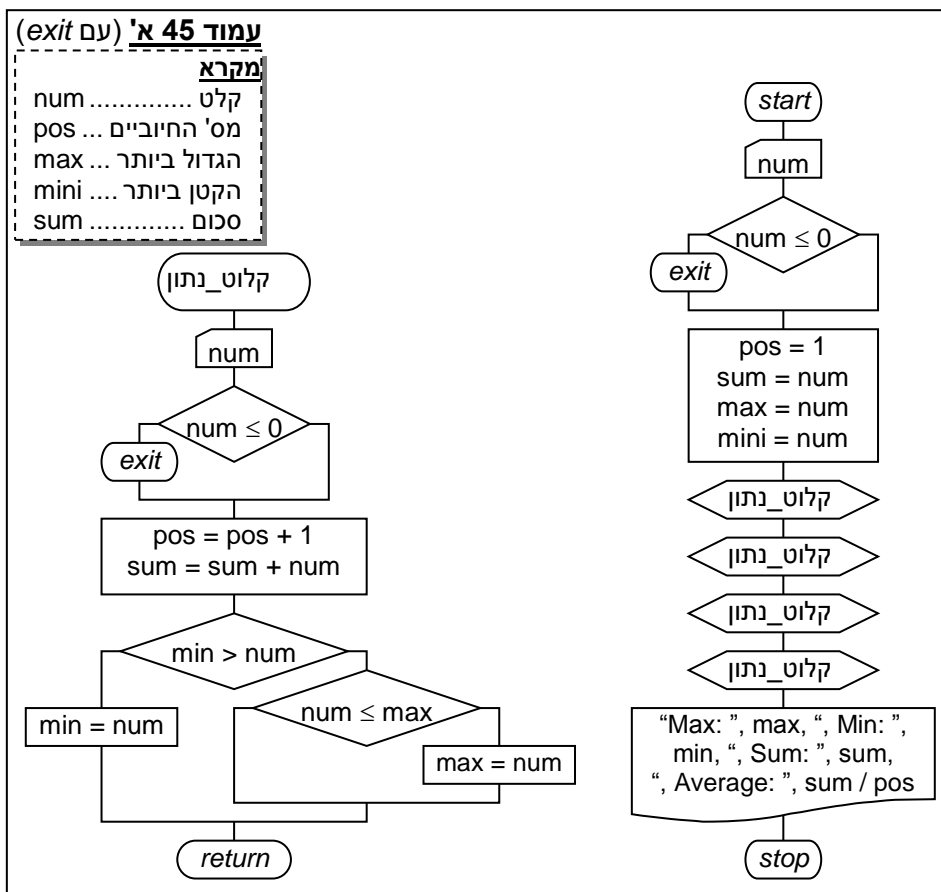 עמוד 45 א' (עם exit)
מקרא
קלט .............. num
מס' החיוביים ... pos
הגדול ביותר ... max
הקטן ביותר .... mini
סכום ............. sum
start
num
num ≤ 0
exit
pos = 1
sum = num
max = num
mini = num
קלוט_נתון
קלוט_נתון
קלוט_נתון
קלוט_נתון
“Max: ”, max, “, Min: ”,
min, “, Sum: ”, sum,
“, Average: ”, sum / pos
stop
קלוט_נתון
num
num ≤ 0
exit
pos = pos + 1
sum = sum + num
min > num
min = num
num ≤ max
max = num
return